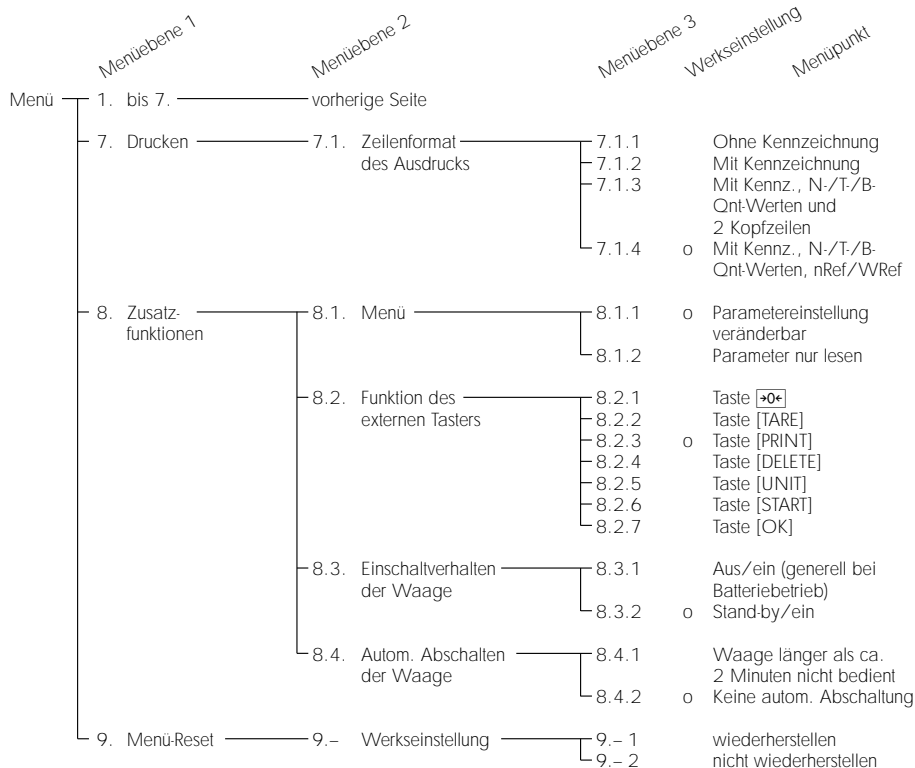 Menüebene 1 Menüebene 2 Menüebene 3 Werkseinstellung Menüpunkt
Menü 1. bis 7. vorherige Seite
7. Drucken 7.1. Zeilenformat 7.1.1 Ohne Kennzeichnung
des Ausdrucks 7.1.2 Mit Kennzeichnung
7.1.3 Mit Kennz., N-/T-/B-
Qnt-Werten und
2 Kopfzeilen
7.1.4 o Mit Kennz., N-/T-/B-
Qnt-Werten, nRef/WRef
8. Zusatz- 8.1. Menü 8.1.1 o Parametereinstellung
funktionen veränderbar
8.1.2 Parameter nur lesen
8.2. Funktion des 8.2.1 Taste →0←
externen Tasters 8.2.2 Taste [TARE]
8.2.3 o Taste [PRINT]
8.2.4 Taste [DELETE]
8.2.5 Taste [UNIT]
8.2.6 Taste [START]
8.2.7 Taste [OK]
8.3. Einschaltverhalten 8.3.1 Aus/ein (generell bei
der Waage Batteriebetrieb)
8.3.2 o Stand-by/ein
8.4. Autom. Abschalten 8.4.1 Waage länger als ca.
der Waage 2 Minuten nicht bedient
8.4.2 o Keine autom. Abschaltung
9. Menü-Reset 9.– Werkseinstellung 9.– 1 wiederherstellen
9.– 2 nicht wiederherstellen